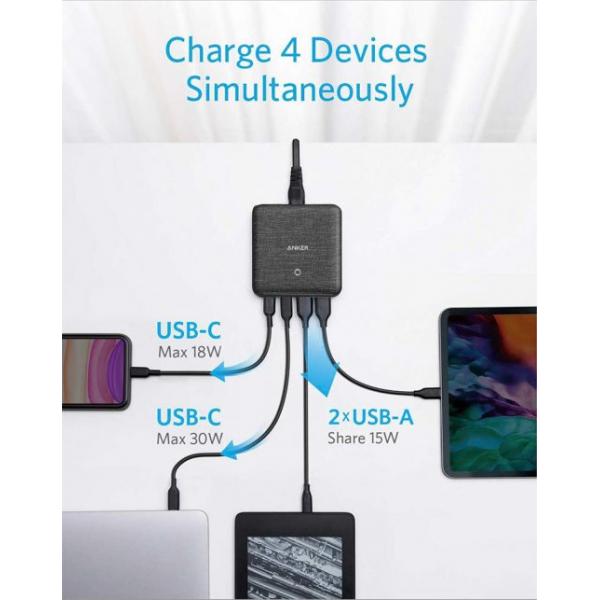 Charge 4 Devices
Simultaneously
ANKER
USB-C
Max 18W
USB-C
Max 30W
2×USB-A
Share 15W